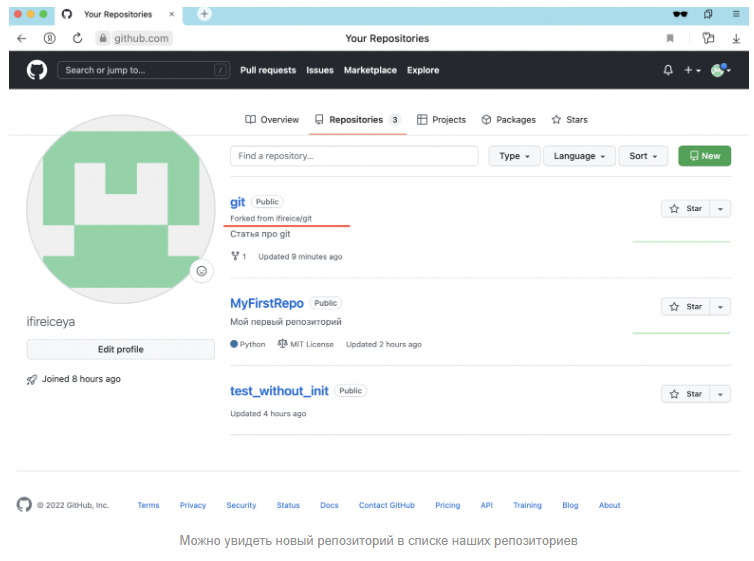 Your Repositories
github.com
Your Repositories
Search or jump to...
/
Pull requests Issues Marketplace Explore
Overview Repositories 3 Projects Packages Stars
Find a repository...
Type Language Sort New
git Public
Forked from ifireice/git
Статья про git
1 Updated 9 minutes ago
Star
MyFirstRepo Public
Мой первый репозиторий
Python MIT License Updated 2 hours ago
Star
test_without_init Public
Updated 4 hours ago
Star
ifireiceya
Edit profile
Joined 8 hours ago
© 2022 GitHub, Inc. Terms Privacy Security Status Docs Contact GitHub Pricing API Training Blog About
Можно увидеть новый репозиторий в списке наших репозиториев